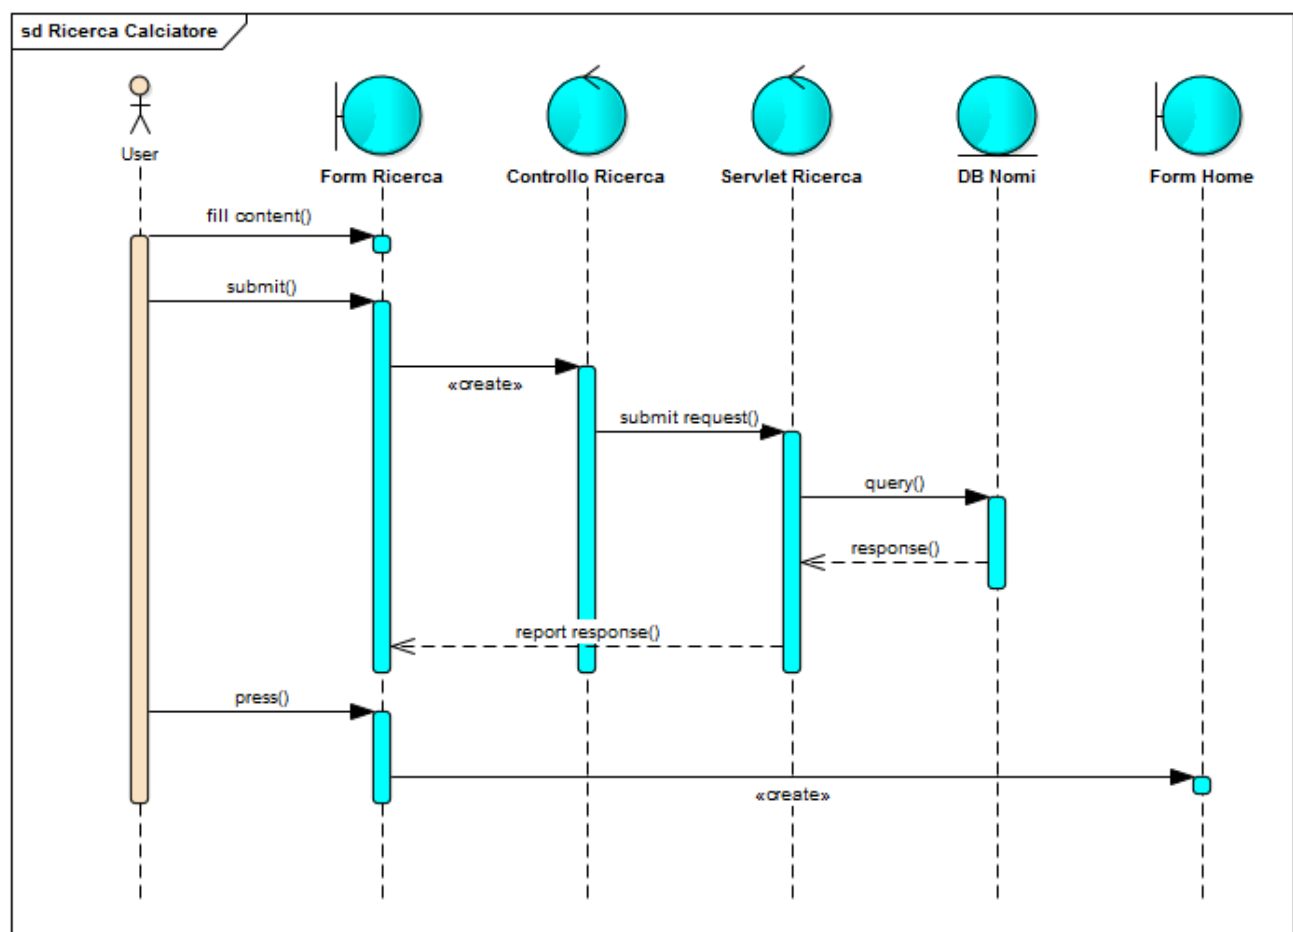 sd Ricerca Calciatore
User
Form Ricerca
Controllo Ricerca
Servlet Ricerca
DB Nomi
Form Home
fill content()
submit()
«create»
submit request()
query()
response()
report response()
press()
«create»